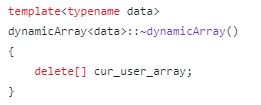 template<typename data>
dynamicArray<data>::~dynamicArray()
{
    delete[] cur_user_array;
}